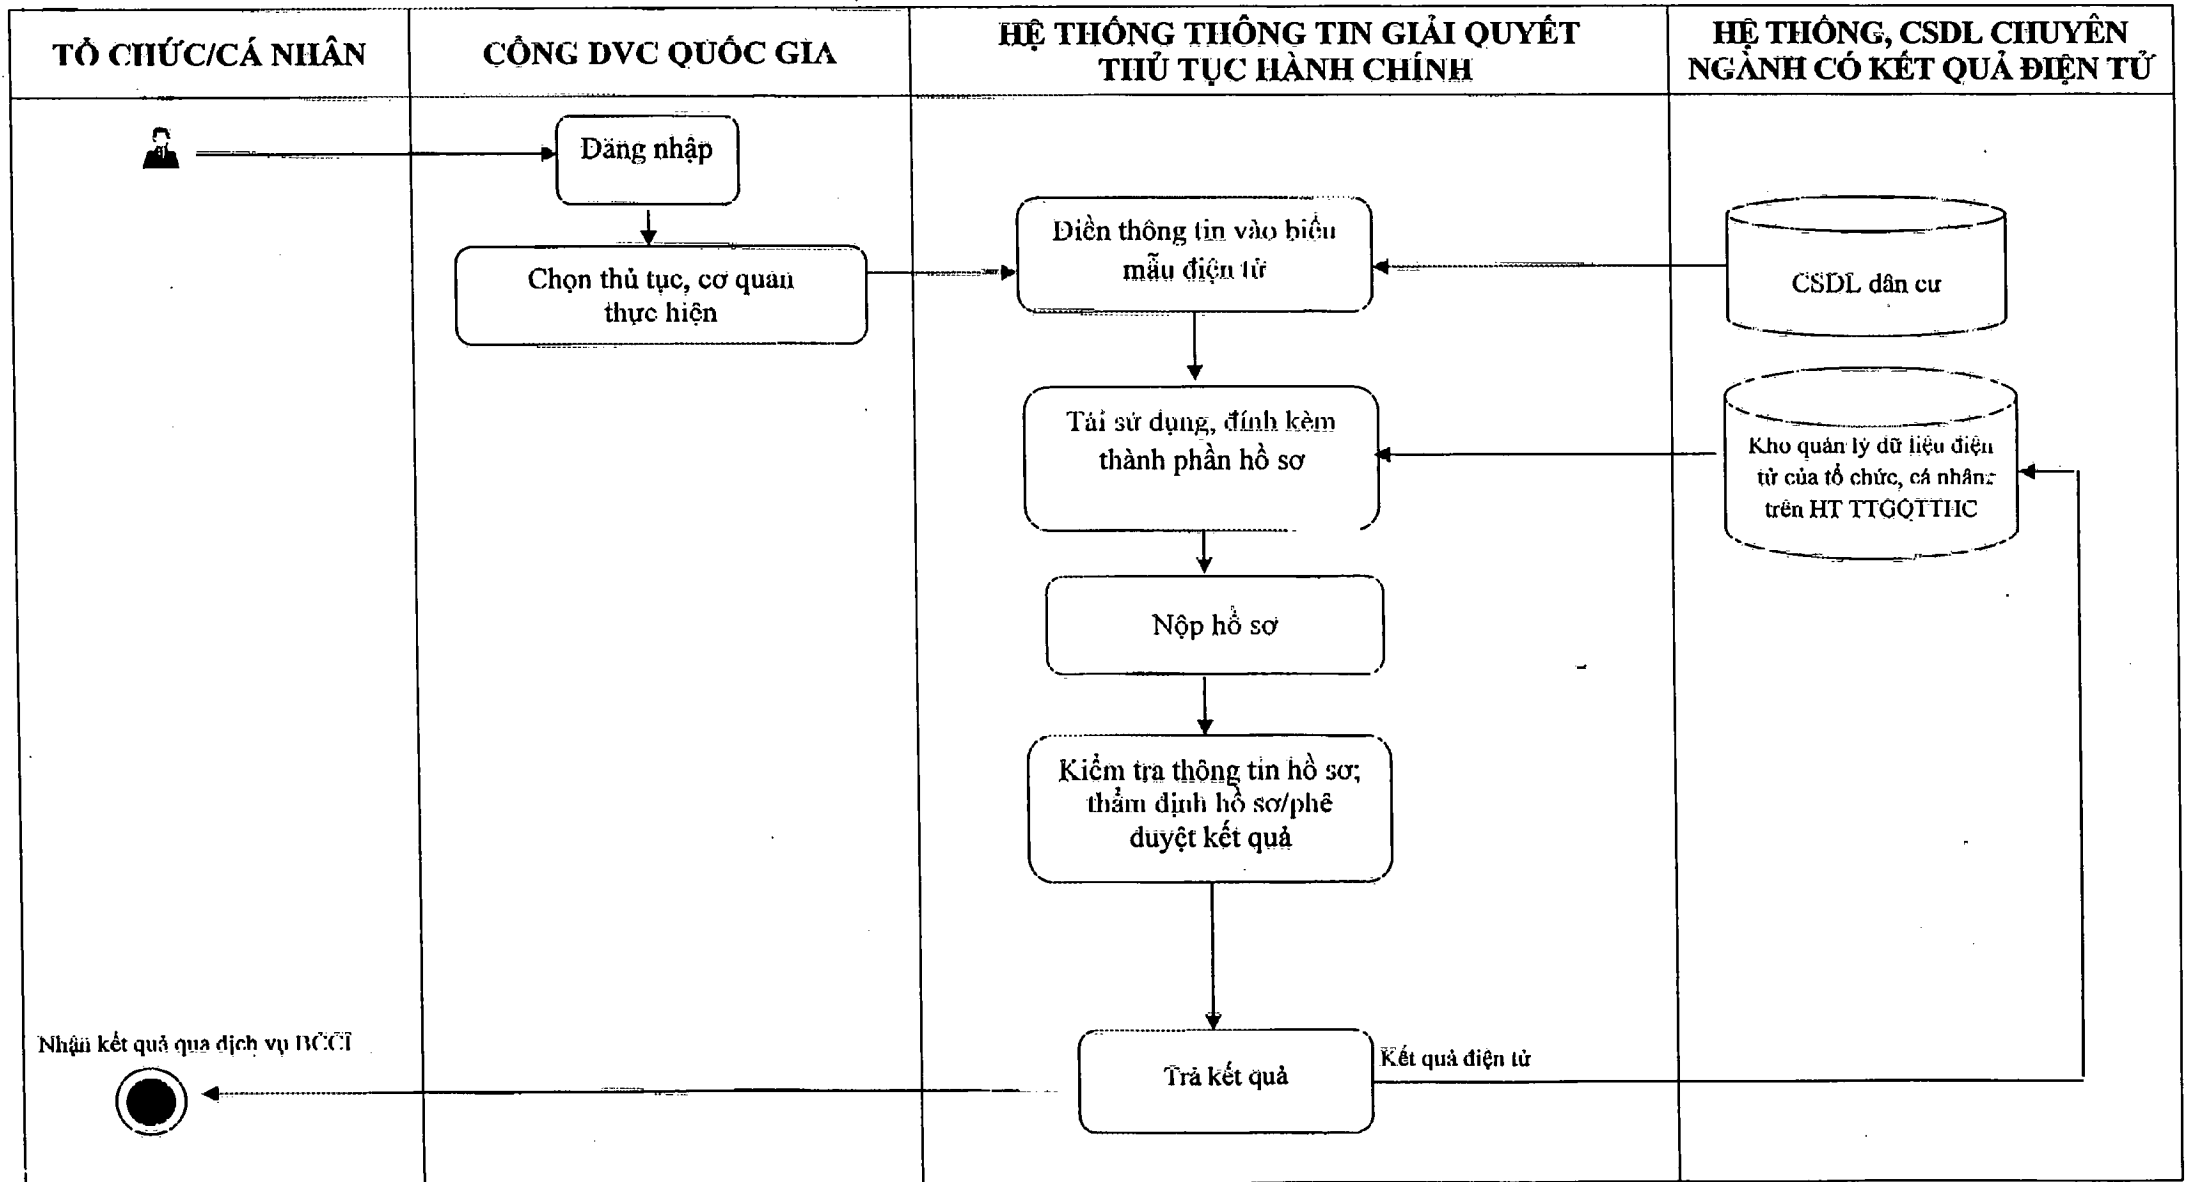 TỔ CHỨC/CÁ NHÂN
CỔNG DVC QUỐC GIA
HỆ THỐNG THÔNG TIN GIẢI QUYẾT
THỦ TỤC HÀNH CHÍNH
HỆ THỐNG, CSDL CHUYÊN
NGÀNH CÓ KẾT QUẢ ĐIỆN TỬ
Đăng nhập
Chọn thủ tục, cơ quan
thực hiện
Điền thông tin vào biểu
mẫu điện tử
CSDL dân cư
Tái sử dụng, đính kèm
thành phần hồ sơ
Kho quản lý dữ liệu điện
tử của tổ chức, cá nhân
trên HT TTGQTTHC
Nộp hồ sơ
Kiểm tra thông tin hồ sơ;
thẩm định hồ sơ/phê
duyệt kết quả
Nhận kết quả qua dịch vụ BCCI
Trả kết quả
Kết quả điện tử